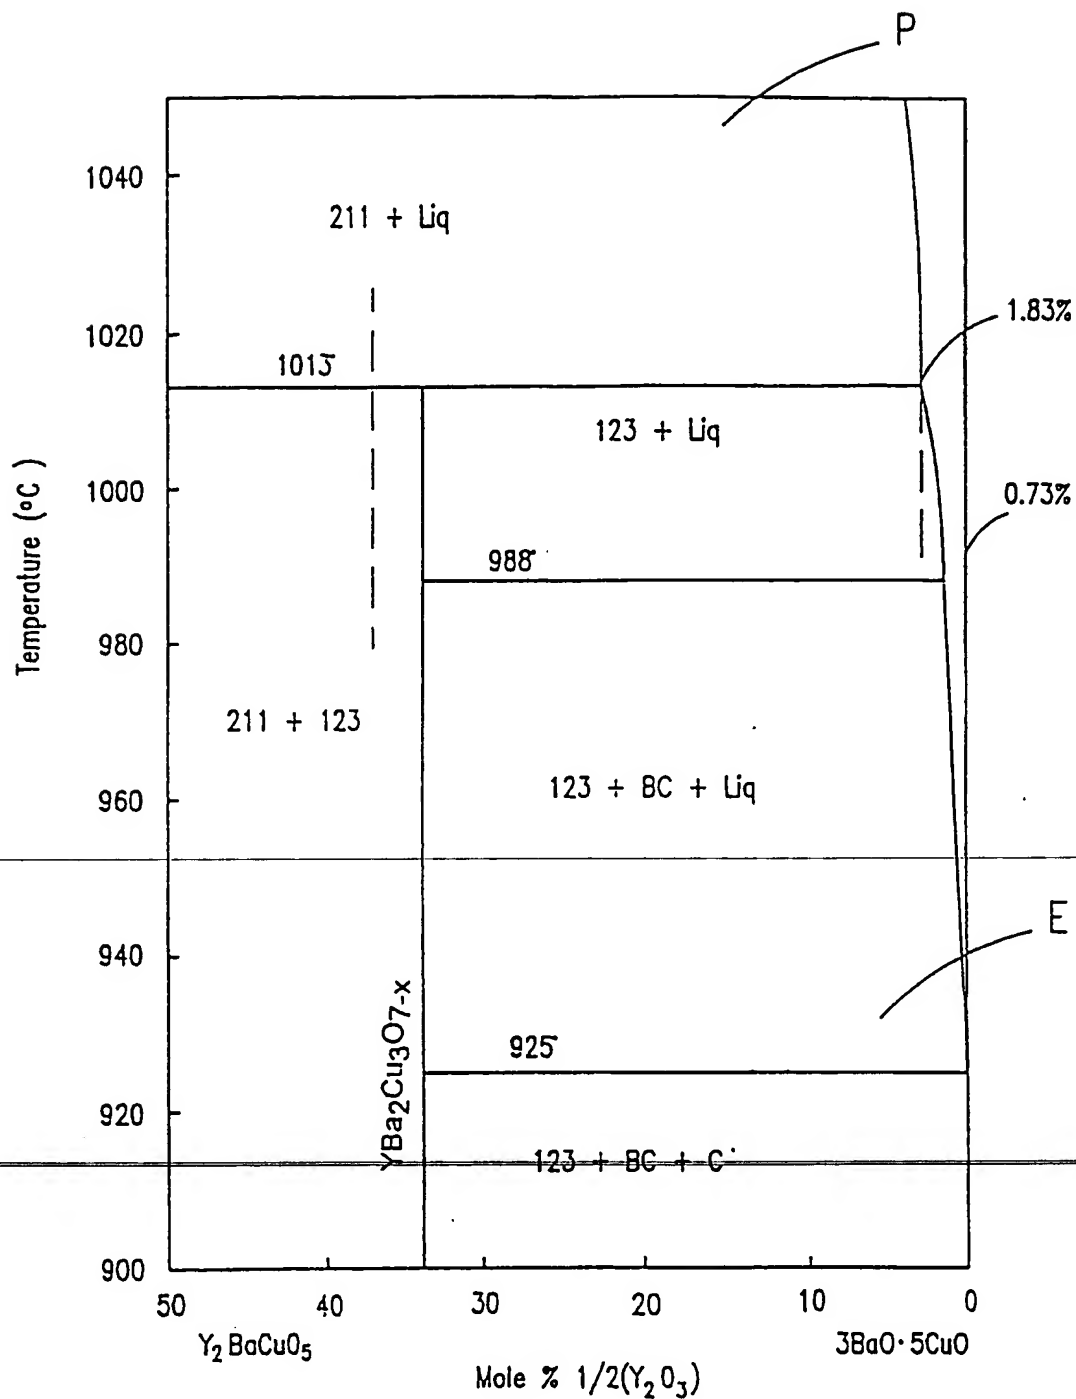 P
1040
211 + Liq
1020
1.83%
1013
123 + Liq
1000
0.73%
Temperature (°C)
988
980
211 + 123
123 + BC + Liq
960
E
940
YBa₂Cu₃O₇₋ₓ
925
920
123 + BC + C
900
50 40 30 20 10 0
Y₂BaCuO₅
3BaO·5CuO
Mole % 1/2(Y₂O₃)